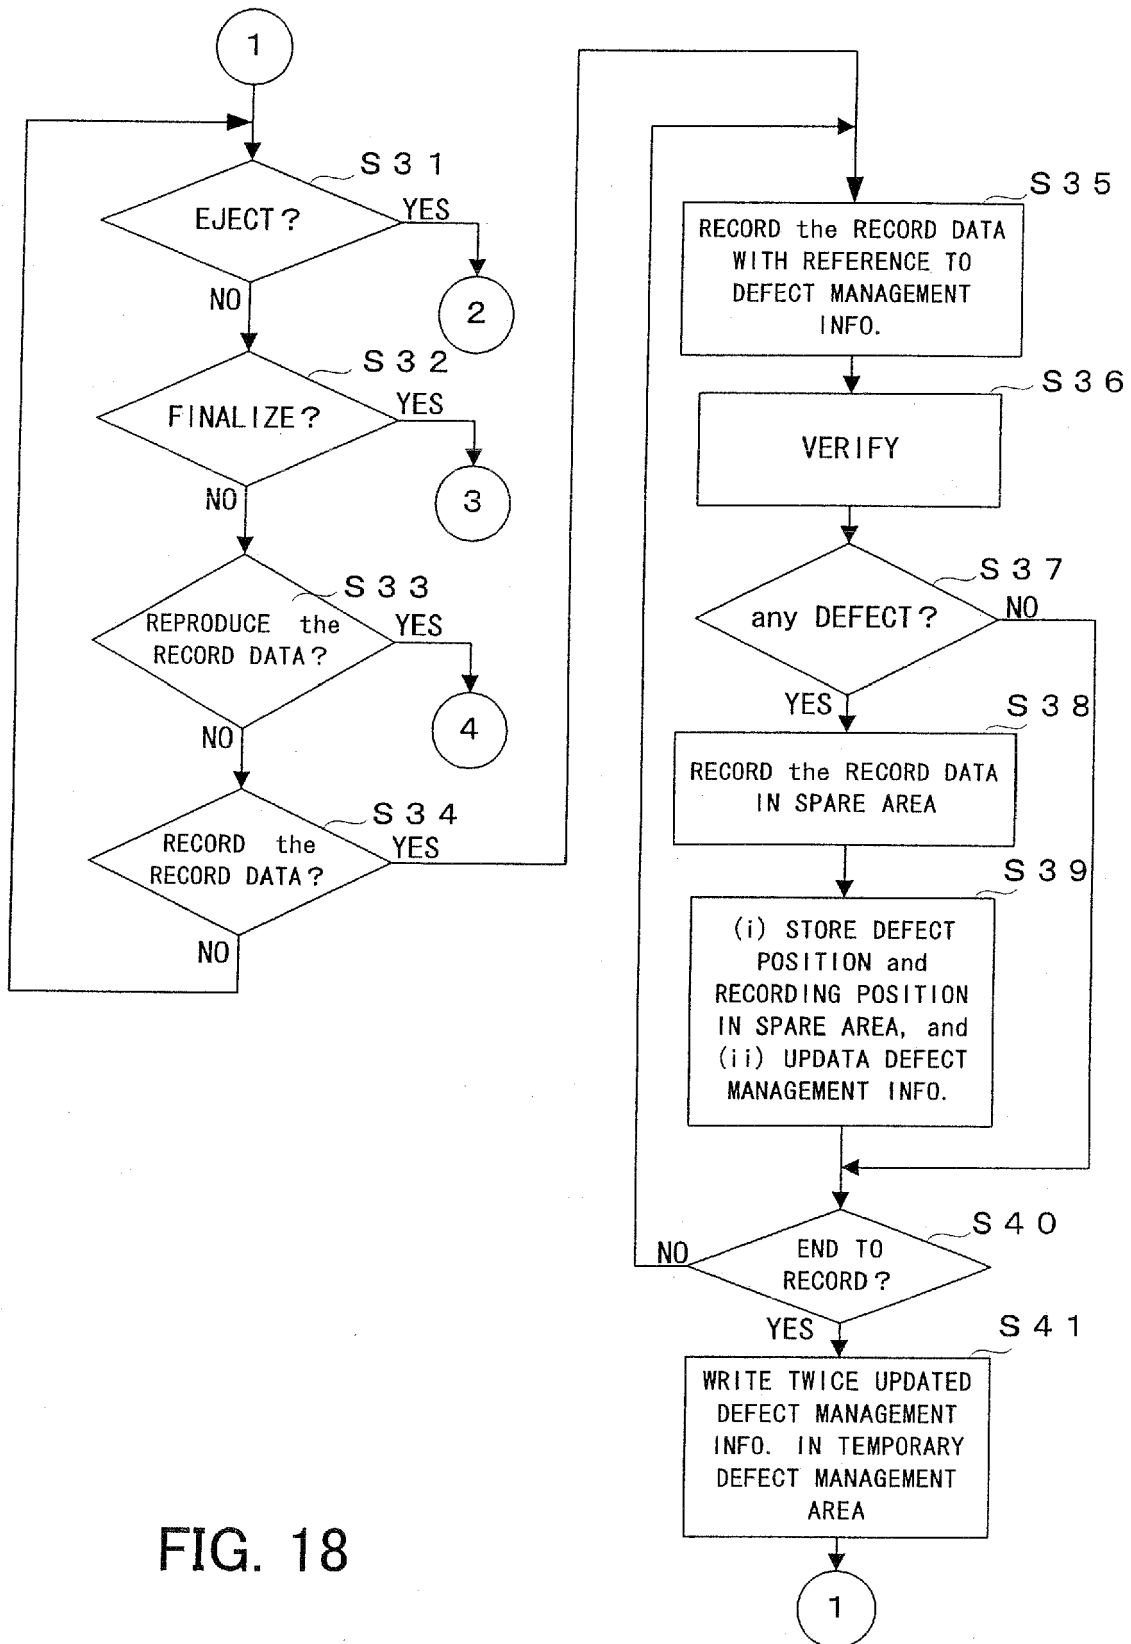 1
S31
EJECT?
YES
NO
2
S32
FINALIZE?
YES
NO
3
S33
REPRODUCE the
RECORD DATA?
YES
NO
4
S34
RECORD the
RECORD DATA?
YES
NO
S35
RECORD the RECORD DATA
WITH REFERENCE TO
DEFECT MANAGEMENT
INFO.
S36
VERIFY
S37
any DEFECT?
NO
YES
S38
RECORD the RECORD DATA
IN SPARE AREA
S39
(i) STORE DEFECT
POSITION and
RECORDING POSITION
IN SPARE AREA, and
(ii) UPDATA DEFECT
MANAGEMENT INFO.
S40
END TO
RECORD?
NO
YES
S41
WRITE TWICE UPDATED
DEFECT MANAGEMENT
INFO. IN TEMPORARY
DEFECT MANAGEMENT
AREA
1
FIG. 18